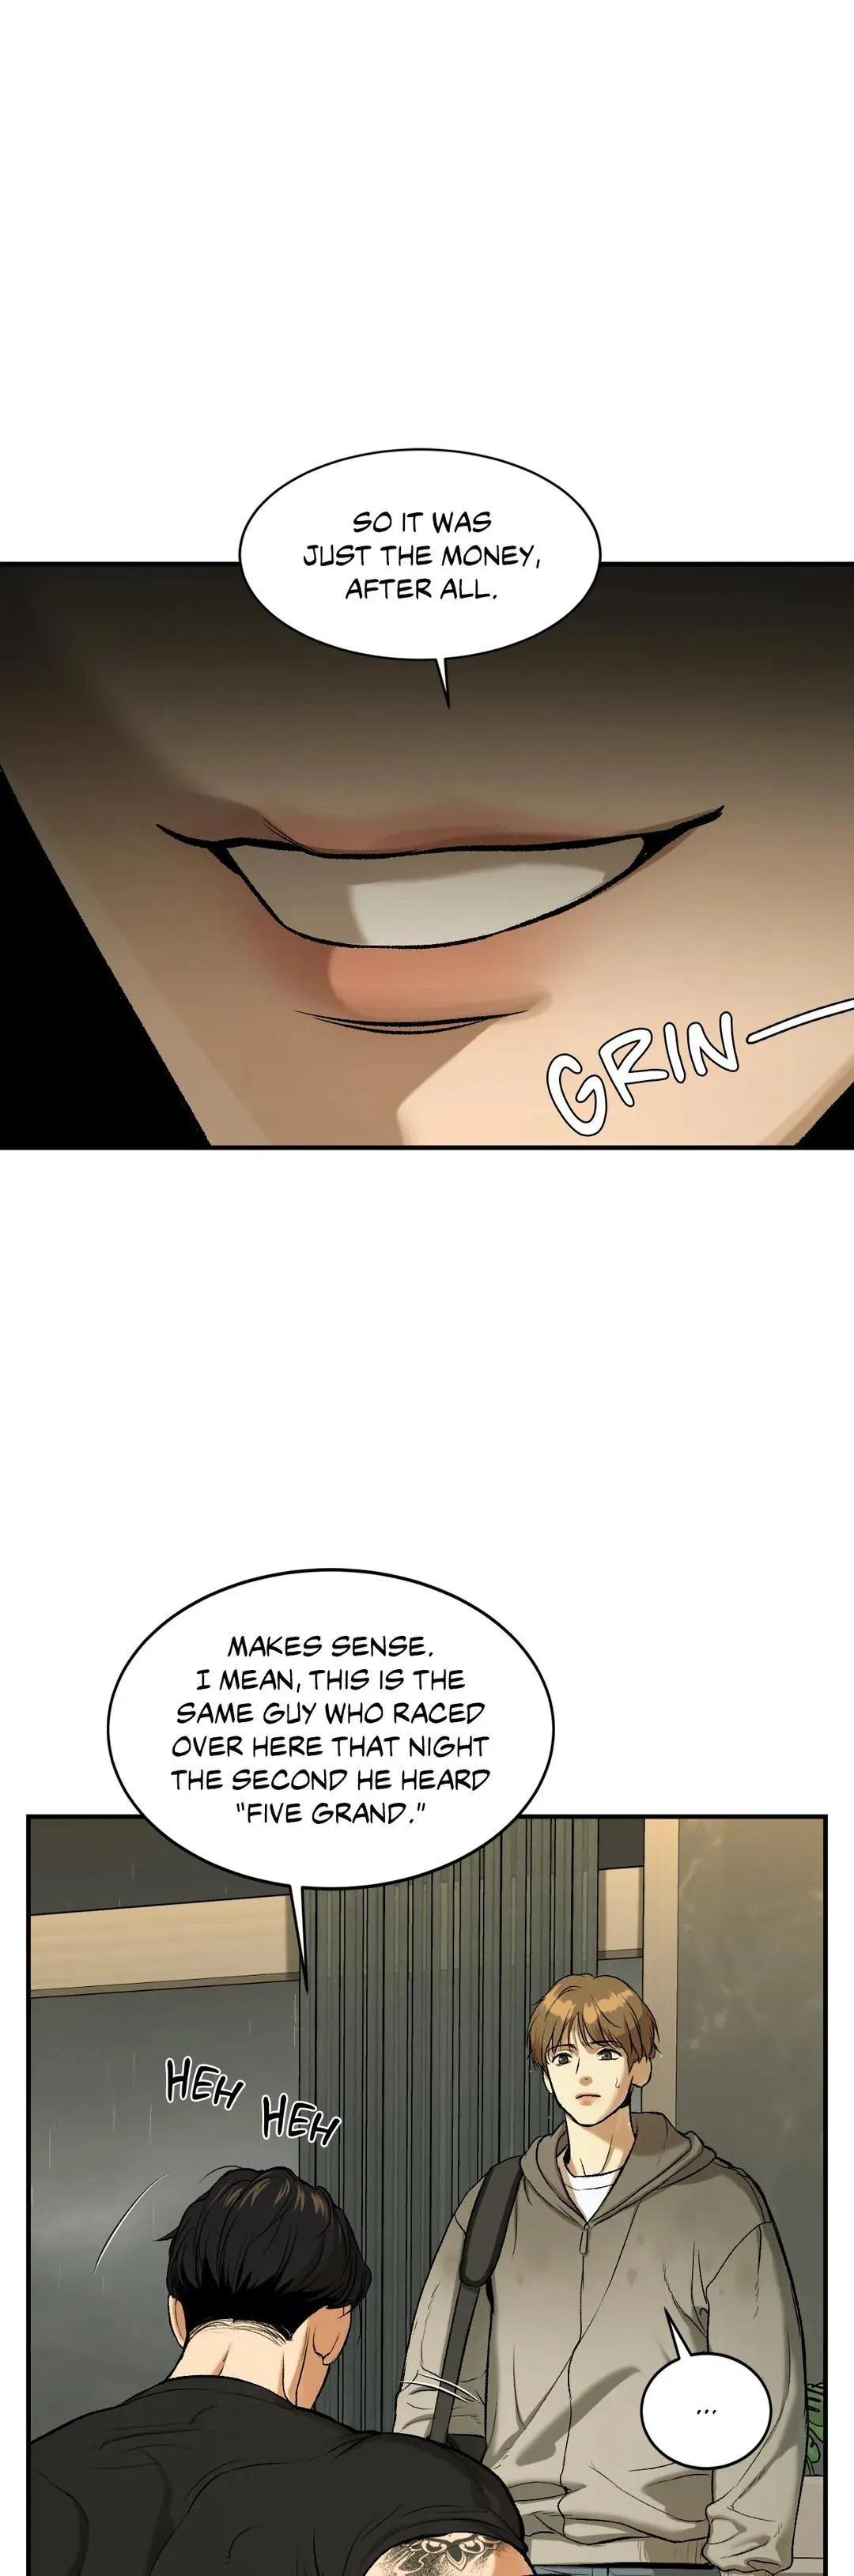 SO IT WAS
JUST THE MONEY,
AFTER ALL.
GRIN
MAKES SENSE.
I MEAN, THIS IS THE
SAME GUY WHO RACED
OVER HERE THAT NIGHT
THE SECOND HE HEARD
"FIVE GRAND."
HEH
HEH
...